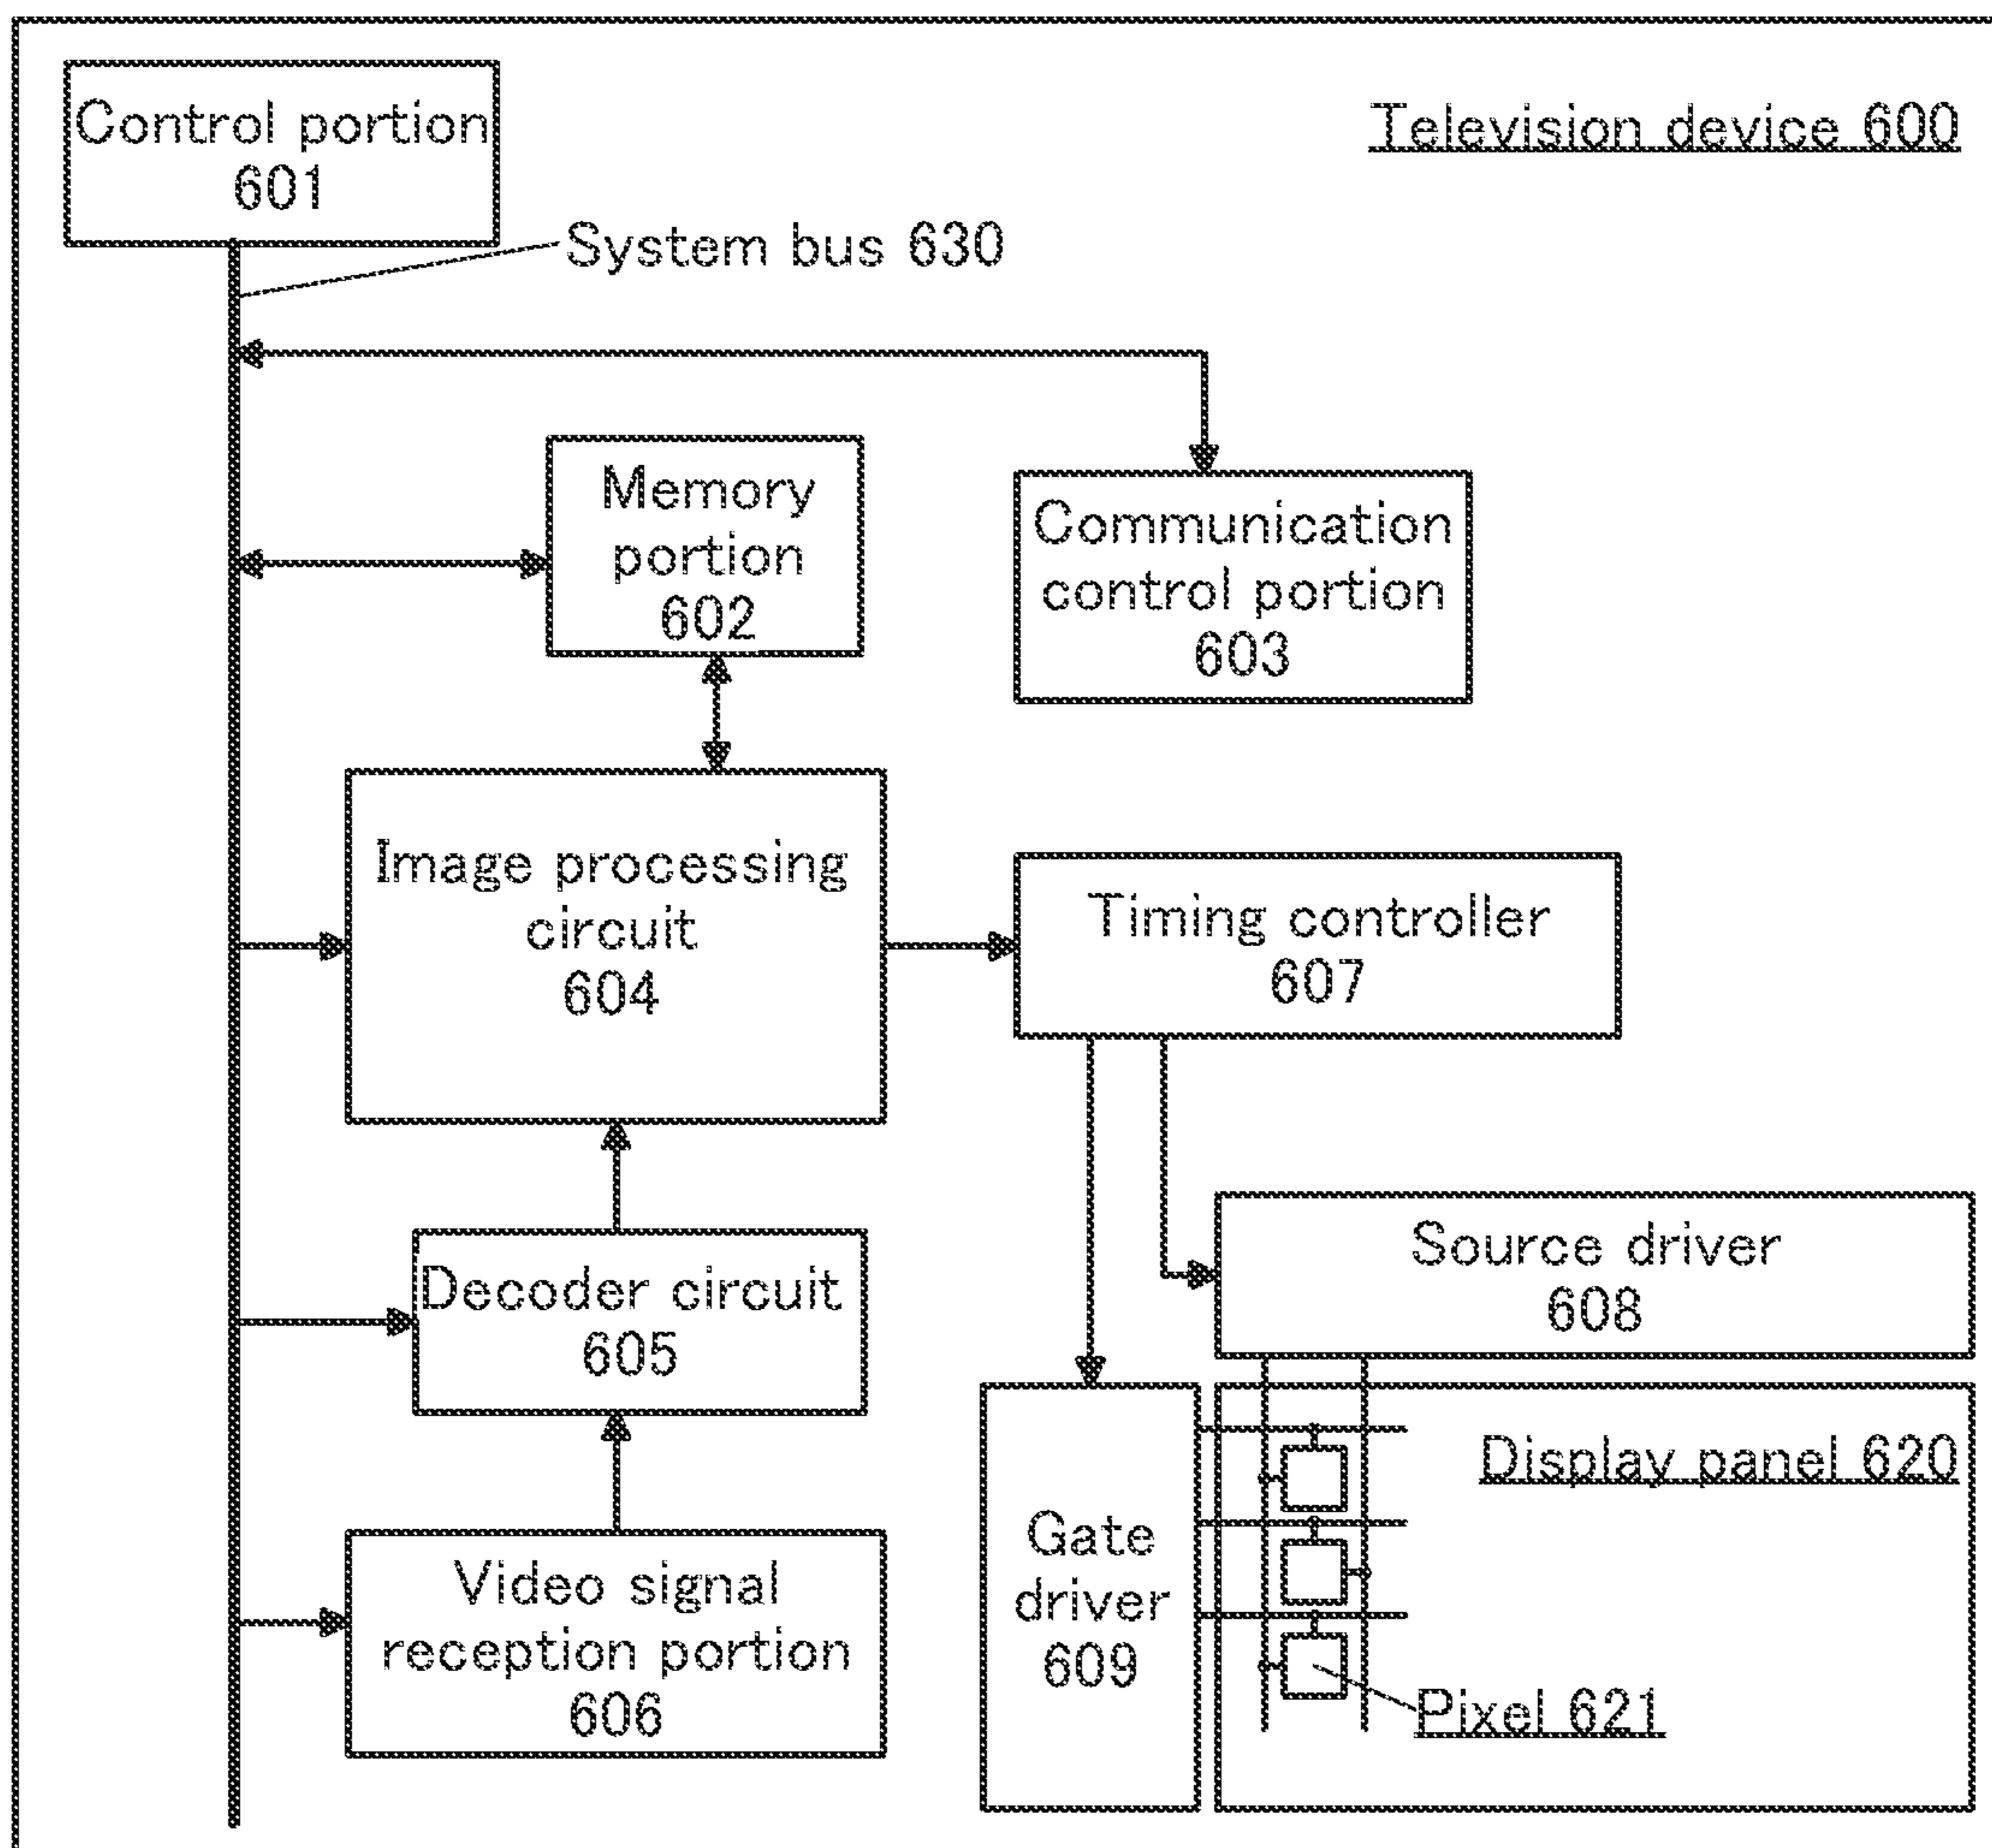 Control portion
601
Television device 600
System bus 630
Memory
portion
602
Communication
control portion
603
Image processing
circuit
604
Timing controller
607
Decoder circuit
605
Source driver
608
Display panel 620
Gate
driver
609
Video signal
reception portion
606
Pixel 621